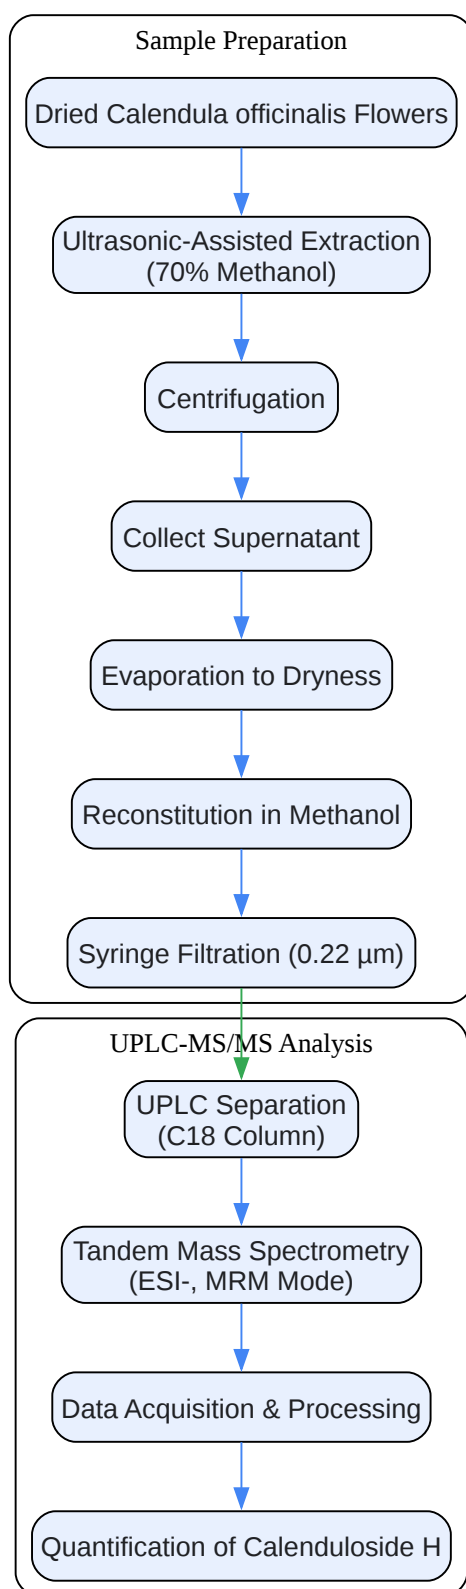 Sample Preparation
Dried Calendula officinalis Flowers
Ultrasonic-Assisted Extraction
(70% Methanol)
Centrifugation
Collect Supernatant
Evaporation to Dryness
Reconstitution in Methanol
Syringe Filtration (0.22 µm)
UPLC-MS/MS Analysis
UPLC Separation
(C18 Column)
Tandem Mass Spectrometry
(ESI-, MRM Mode)
Data Acquisition & Processing
Quantification of Calenduloside H